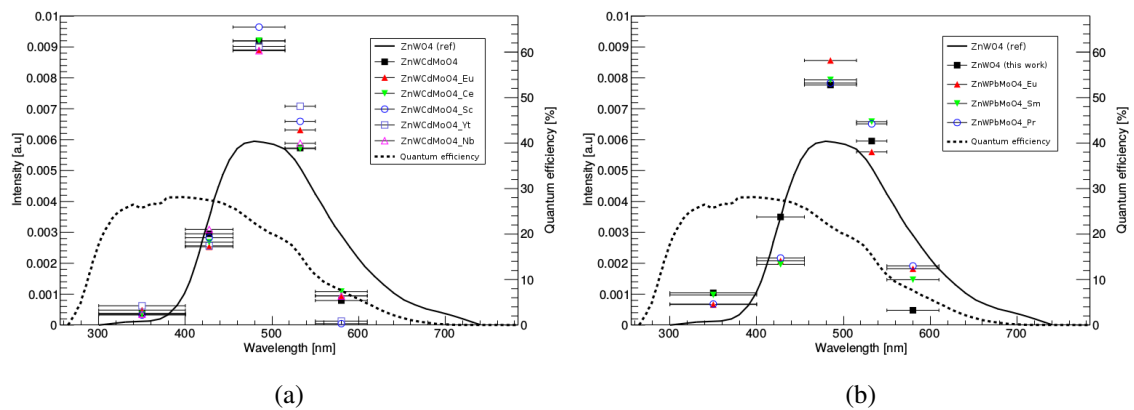 0.01
0.009
0.008
0.007
0.006
0.005
0.004
0.003
0.002
0.001
0
Intensity [a.u]
300 400 500 600 700
Wavelength [nm]
60
50
40
30
20
10
0
Quantum efficiency [%]
ZnWO4 (ref)
ZnWCdMoO4
ZnWCdMoO4_Eu
ZnWCdMoO4_Ce
ZnWCdMoO4_Sc
ZnWCdMoO4_Yt
ZnWCdMoO4_Nb
Quantum efficiency
(a)
0.01
0.009
0.008
0.007
0.006
0.005
0.004
0.003
0.002
0.001
0
Intensity [a.u]
300 400 500 600 700
Wavelength [nm]
60
50
40
30
20
10
0
Quantum efficiency [%]
ZnWO4 (ref)
ZnWO4 (this work)
ZnWPbMoO4_Eu
ZnWPbMoO4_Sm
ZnWPbMoO4_Pr
Quantum efficiency
(b)